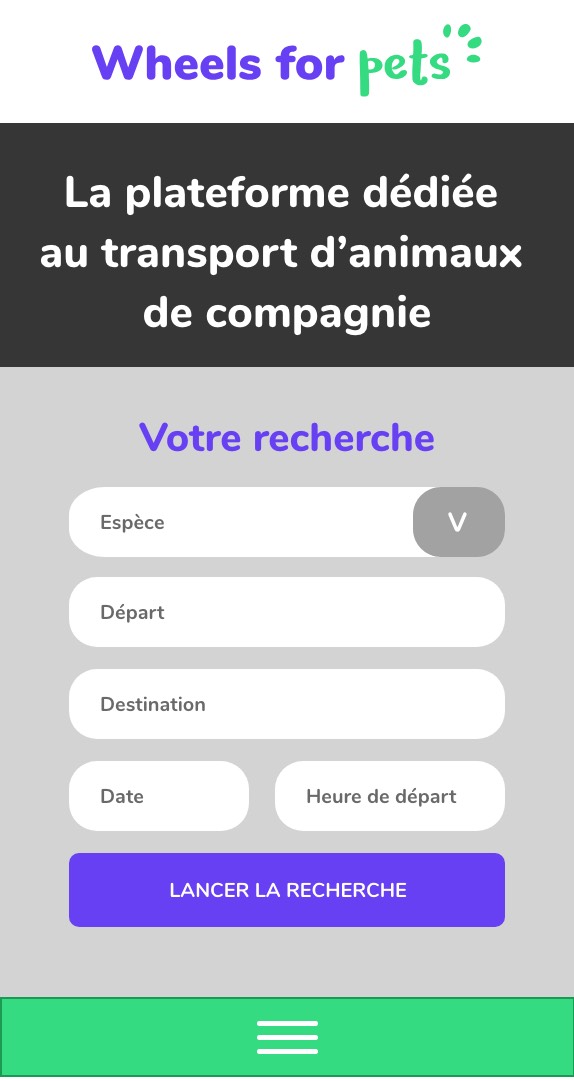 Wheels for pets
La plateforme dédiée
au transport d’animaux
de compagnie
Votre recherche
Espèce V
Départ
Destination
Date Heure de départ
LANCER LA RECHERCHE